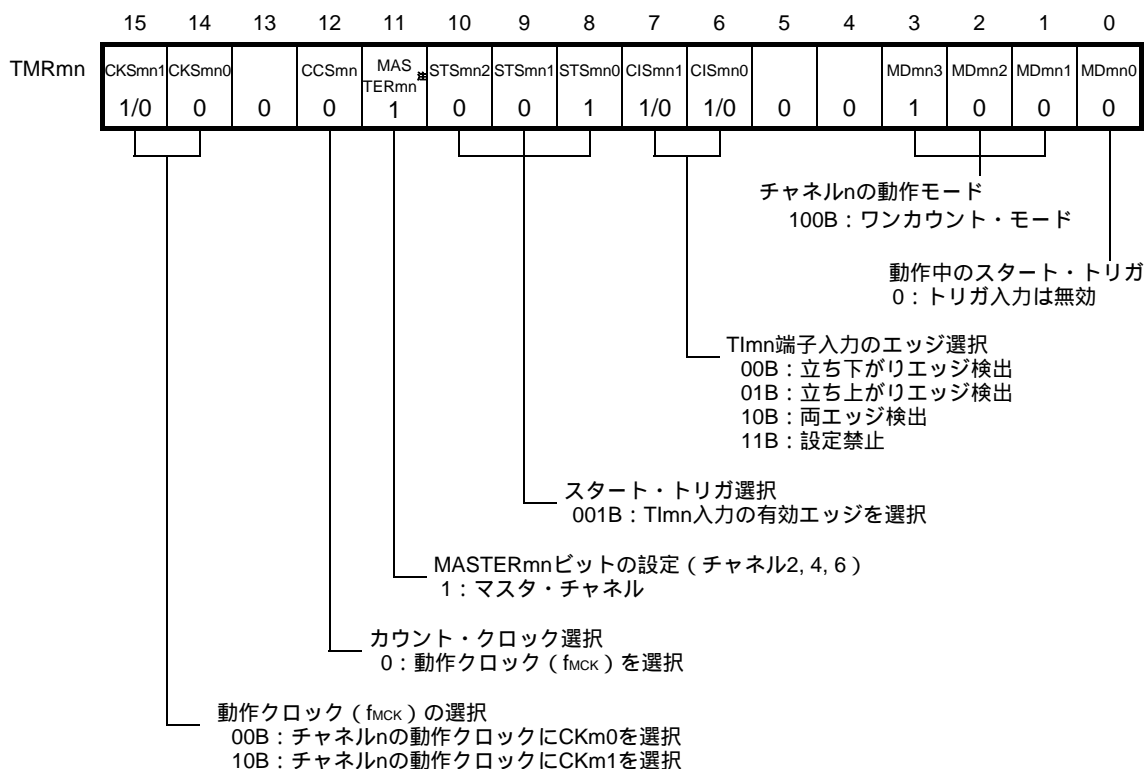 15 14 13 12 11 10 9 8 7 6 5 4 3 2 1 0
TMRmn CKSmn1 CKSmn0 CCSmn MAS TERmn 注 STSmn2 STSmn1 STSmn0 CISmn1 CISmn0 MDmn3 MDmn2 MDmn1 MDmn0
1/0 0 0 0 1 0 0 1 1/0 1/0 0 0 1 0 0 0
チャネルnの動作モード
100B：ワンカウント・モード
動作中のスタート・トリガ
0：トリガ入力は無効
TImn端子入力のエッジ選択
00B：立ち下がりエッジ検出
01B：立ち上がりエッジ検出
10B：両エッジ検出
11B：設定禁止
スタート・トリガ選択
001B：TImn入力の有効エッジを選択
MASTERmnビットの設定（チャネル2, 4, 6）
1：マスタ・チャネル
カウント・クロック選択
0：動作クロック（fMCK）を選択
動作クロック（fMCK）の選択
00B：チャネルnの動作クロックにCKm0を選択
10B：チャネルnの動作クロックにCKm1を選択